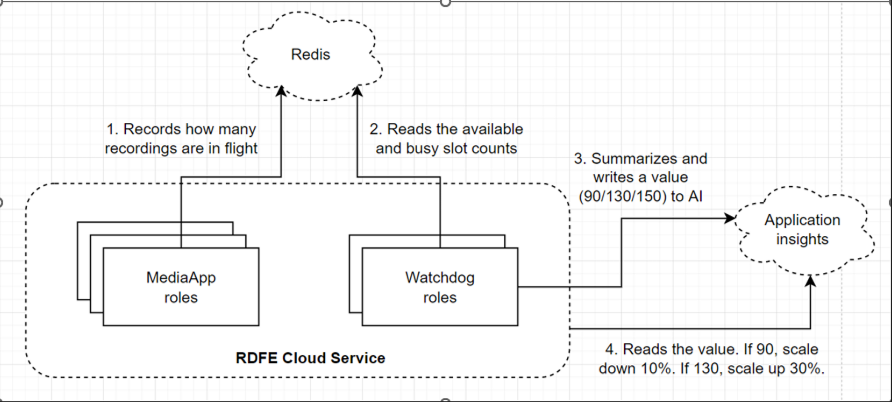 Redis
1. Records how many
recordings are in flight
2. Reads the available
and busy slot counts
3. Summarizes and
writes a value
(90/130/150) to AI
Application
insights
MediaApp
roles
Watchdog
roles
RDFE Cloud Service
4. Reads the value. If 90, scale
down 10%. If 130, scale up 30%.